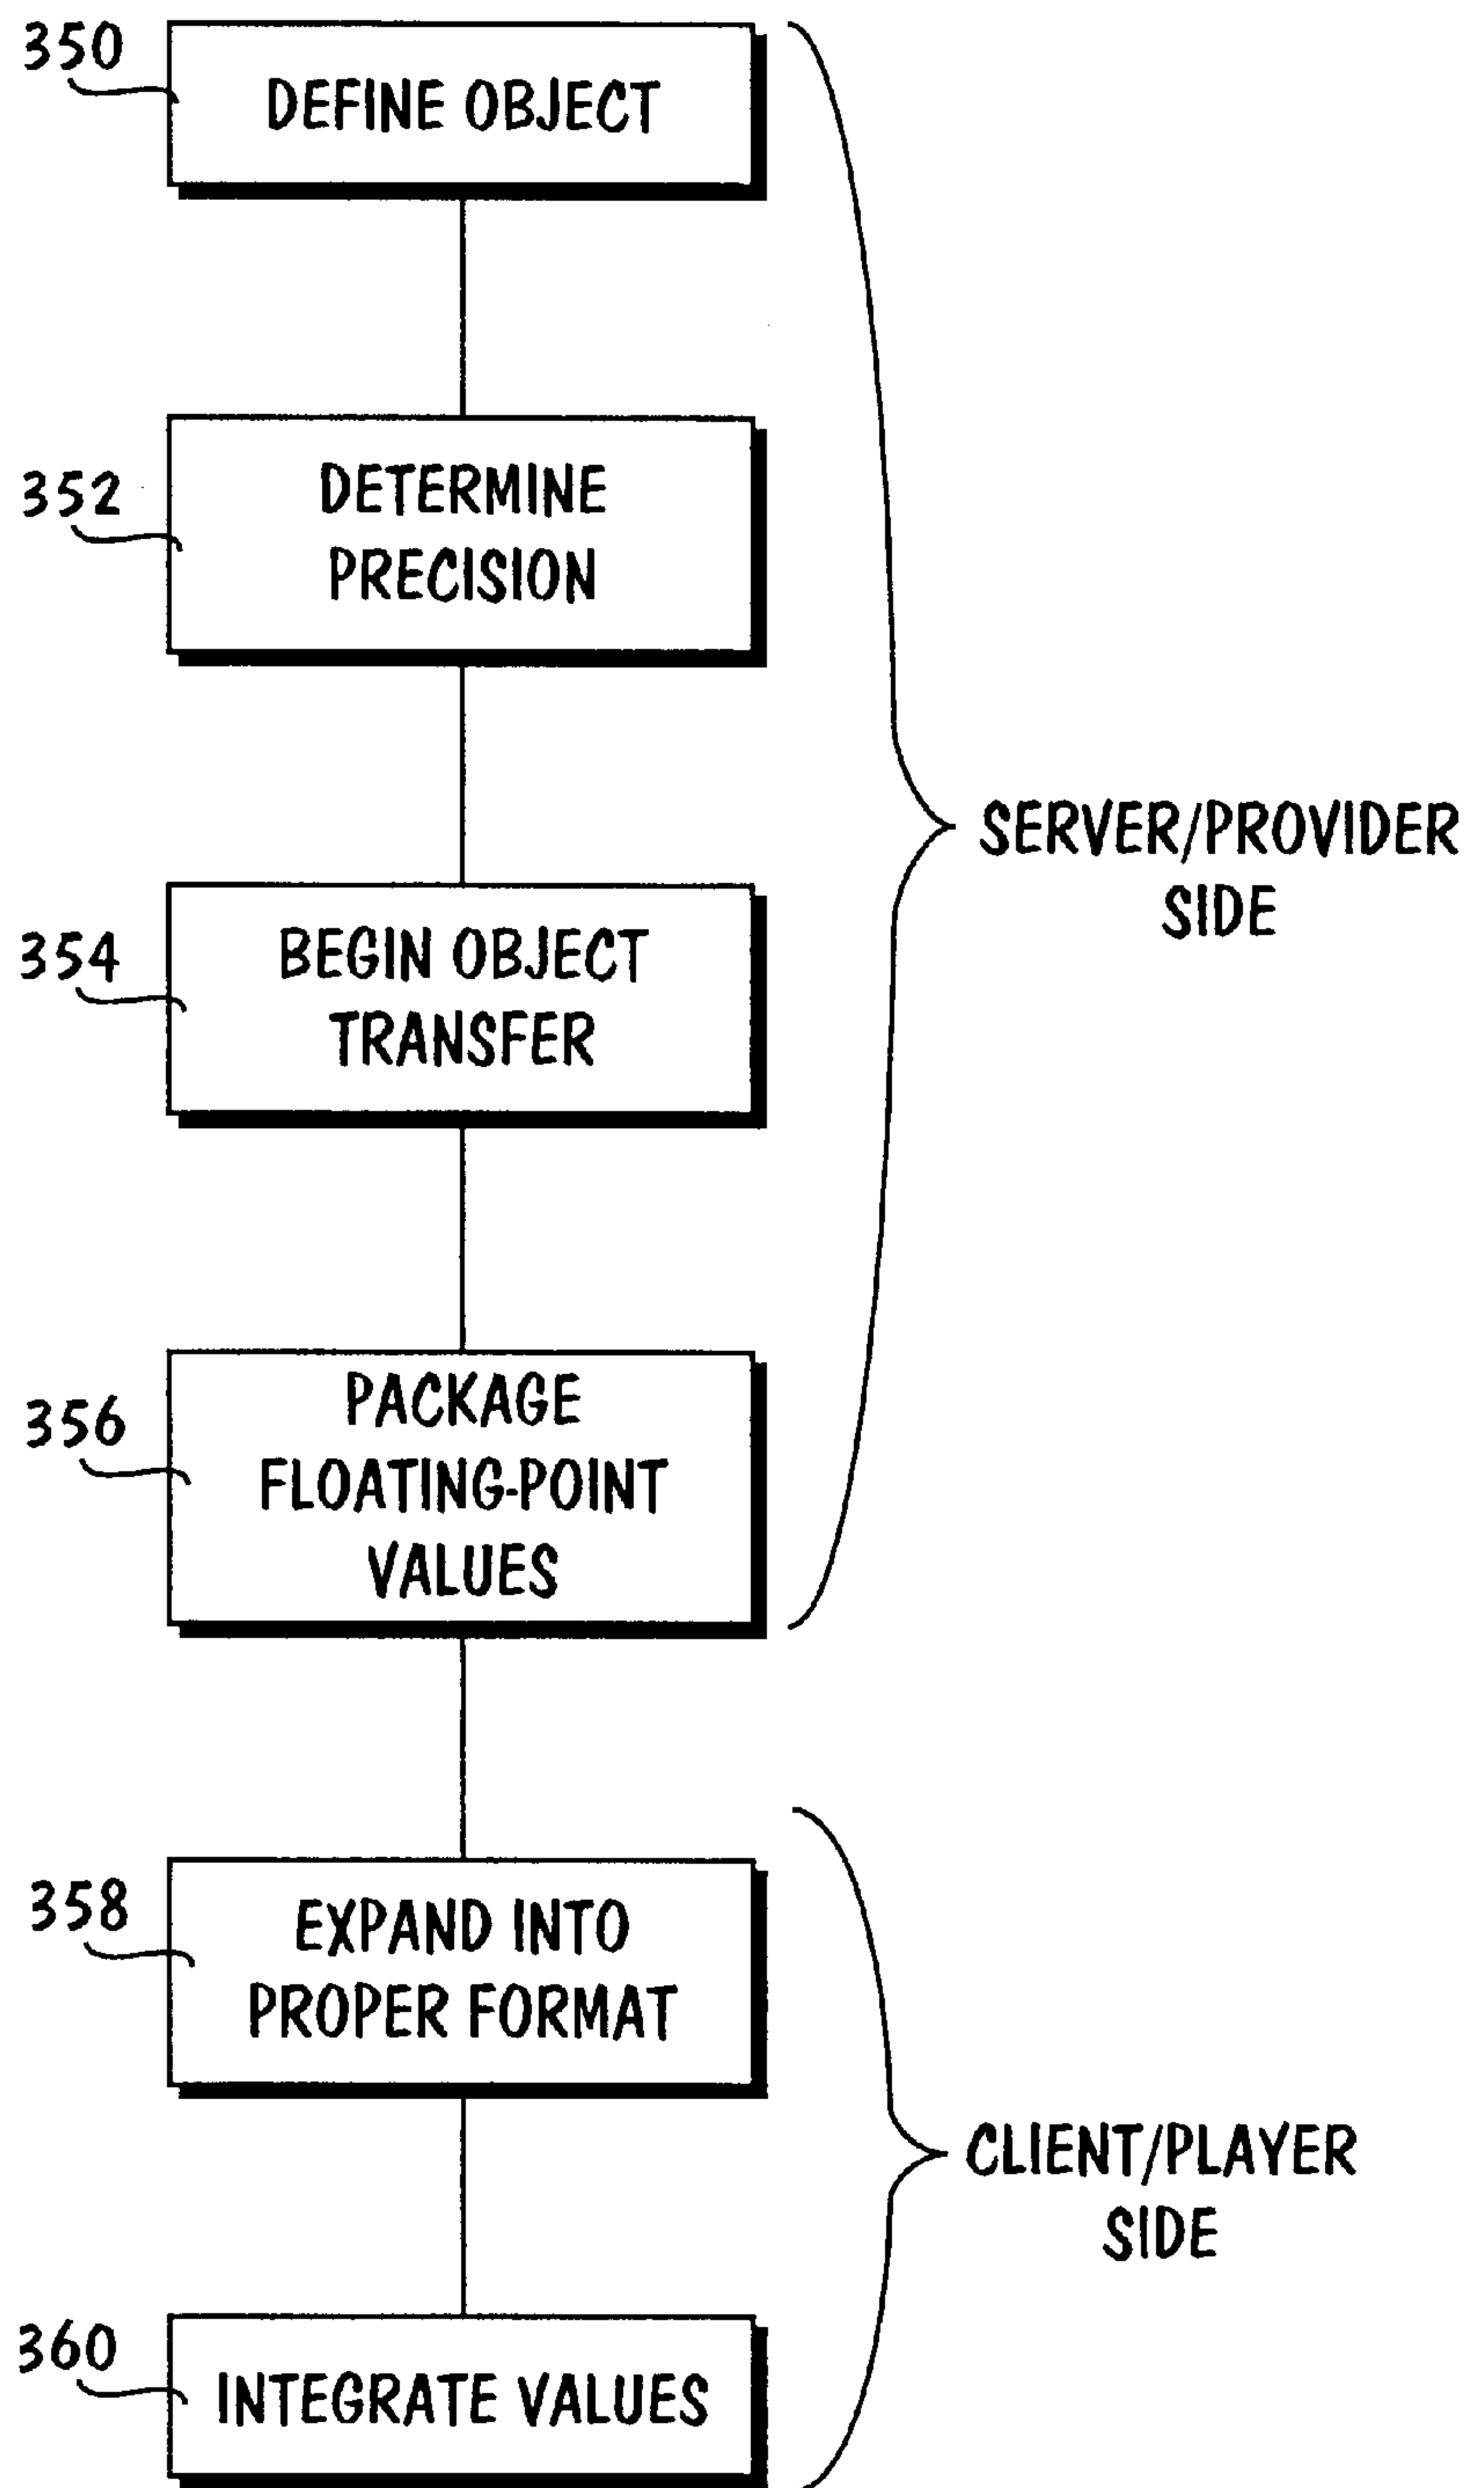 350
DEFINE OBJECT
352
DETERMINE
PRECISION
SERVER/PROVIDER
SIDE
354
BEGIN OBJECT
TRANSFER
356
PACKAGE
FLOATING-POINT
VALUES
358
EXPAND INTO
PROPER FORMAT
CLIENT/PLAYER
SIDE
360
INTEGRATE VALUES